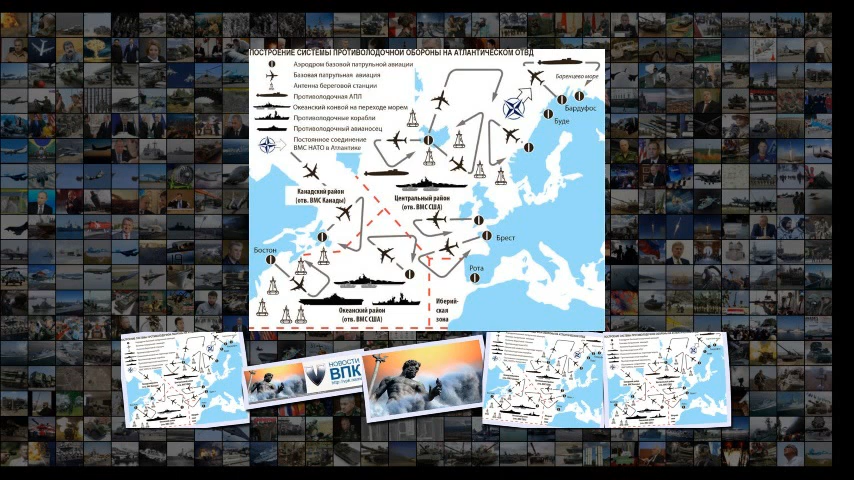 ПОСТРОЕНИЕ СИСТЕМЫ ПРОТИВОЛОДОЧНОЙ ОБОРОНЫ НА АТЛАНТИЧЕСКОМ ОТВД
Аэродром базовой патрульной авиации
Базовая патрульная авиация
Антенна береговой станции
Противолодочная АПЛ
Океанский конвой на переходе морем
Противолодочные корабли
Противолодочный авианосец
Постоянное соединение
ВМС НАТО в Атлантике
Баренцево море
Бардуфос
Буде
Канадский район
(отв. ВМС Канады)
Центральный район
(отв. ВМС США)
Бостон
Брест
Рота
Океанский район
(отв. ВМС США)
Иберий-
ская
зона
НОВОСТИ
ВПК